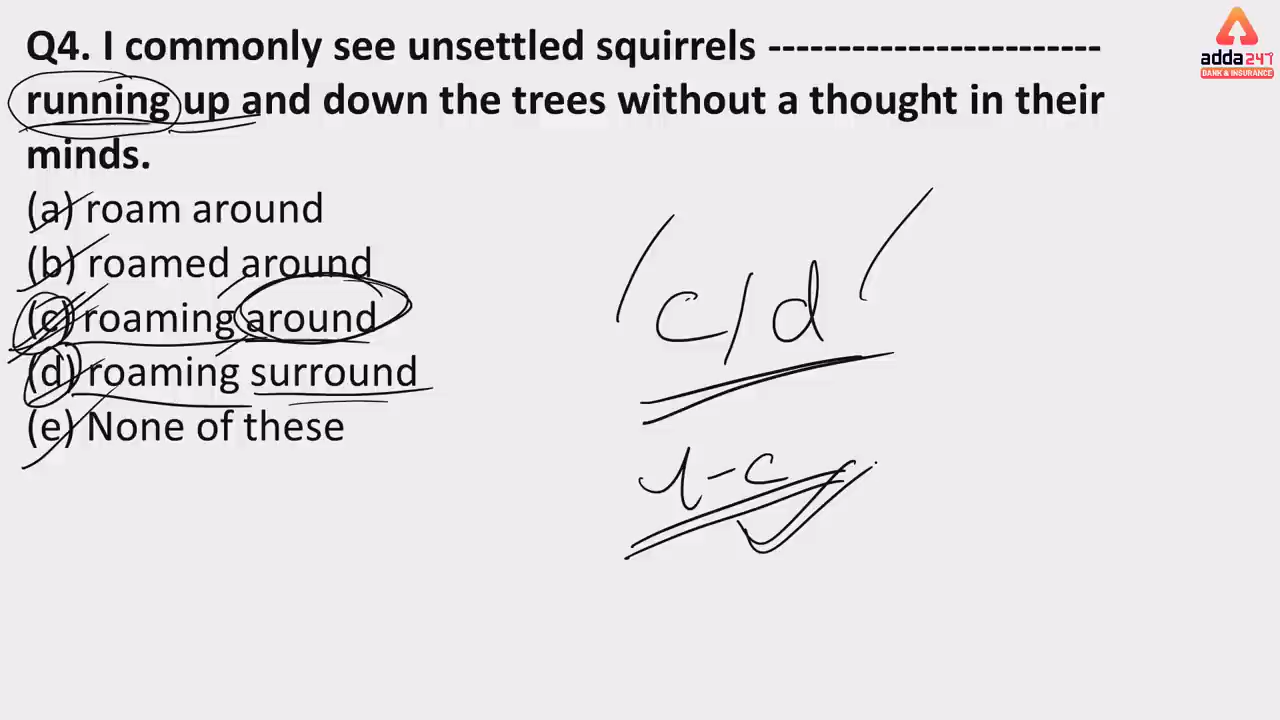 Q4. I commonly see unsettled squirrels ------------------------
running up and down the trees without a thought in their
minds.
(a) roam around
(b) roamed around
(c) roaming around
(d) roaming surround
(e) None of these
c/d
adda247
BANK & INSURANCE